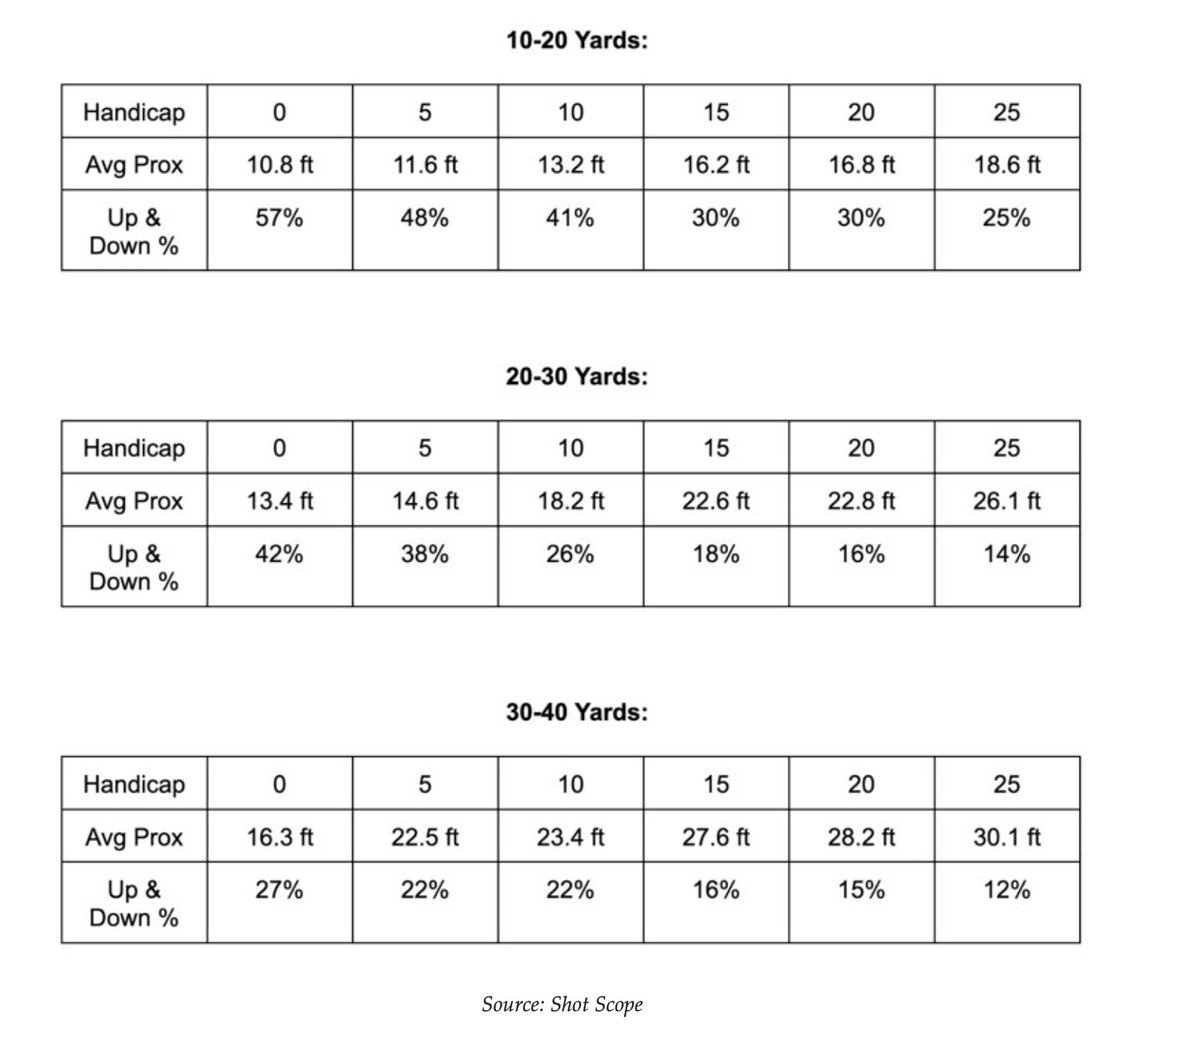 10-20 Yards:
Handicap 0 5 10 15 20 25
Avg Prox 10.8 ft 11.6 ft 13.2 ft 16.2 ft 16.8 ft 18.6 ft
Up & 57% 48% 41% 30% 30% 25%
Down %
20-30 Yards:
Handicap 0 5 10 15 20 25
Avg Prox 13.4 ft 14.6 ft 18.2 ft 22.6 ft 22.8 ft 26.1 ft
Up & 42% 38% 26% 18% 16% 14%
Down %
30-40 Yards:
Handicap 0 5 10 15 20 25
Avg Prox 16.3 ft 22.5 ft 23.4 ft 27.6 ft 28.2 ft 30.1 ft
Up & 27% 22% 22% 16% 15% 12%
Down %
Source: Shot Scope